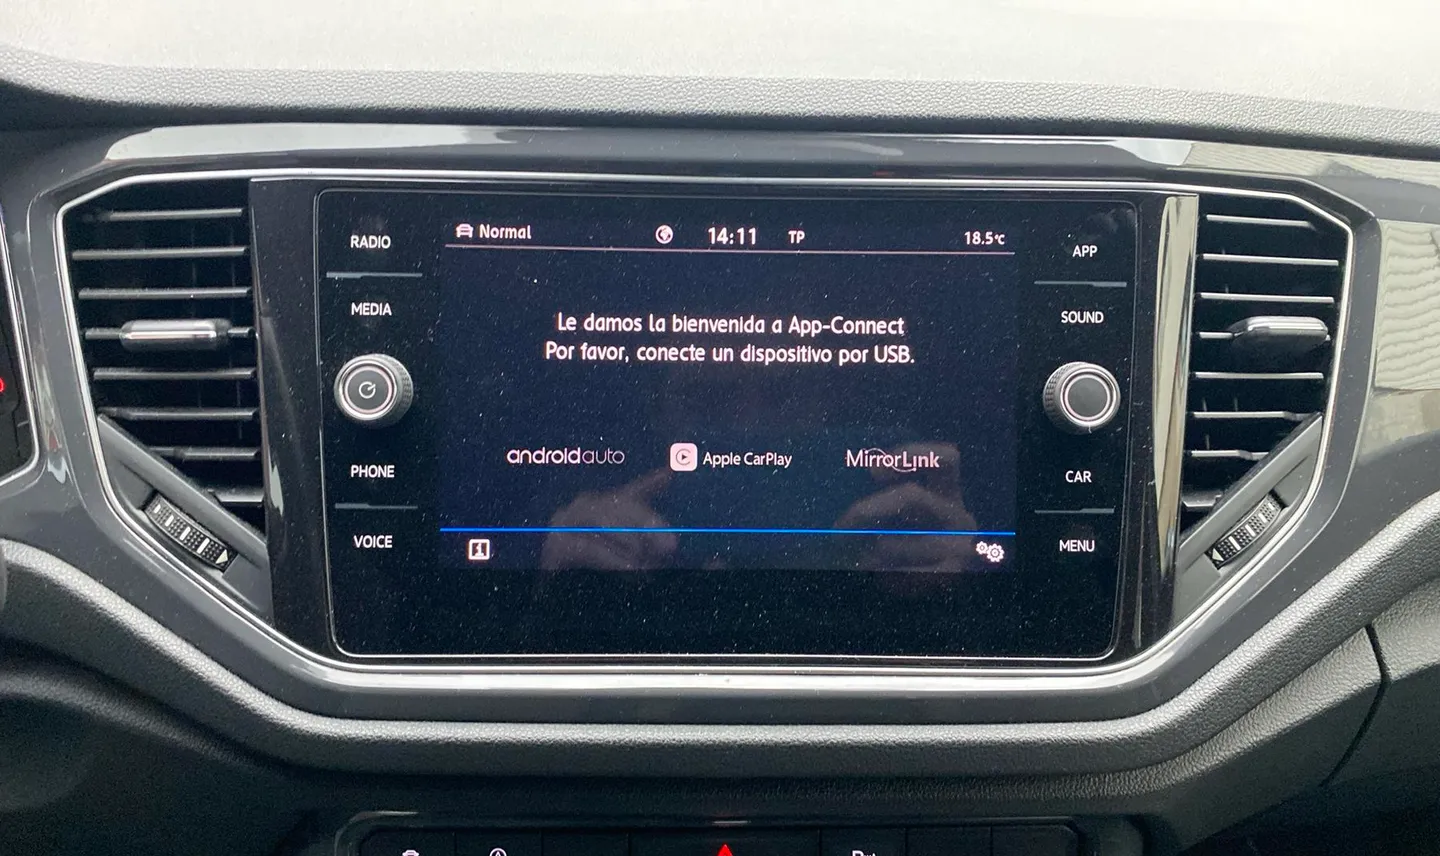 Normal 14:11 TP 18.5°C
RADIO
MEDIA
PHONE
VOICE
Le damos la bienvenida a App-Connect
Por favor, conecte un dispositivo por USB.
androidauto Apple CarPlay MirrorLink
APP
SOUND
CAR
MENU